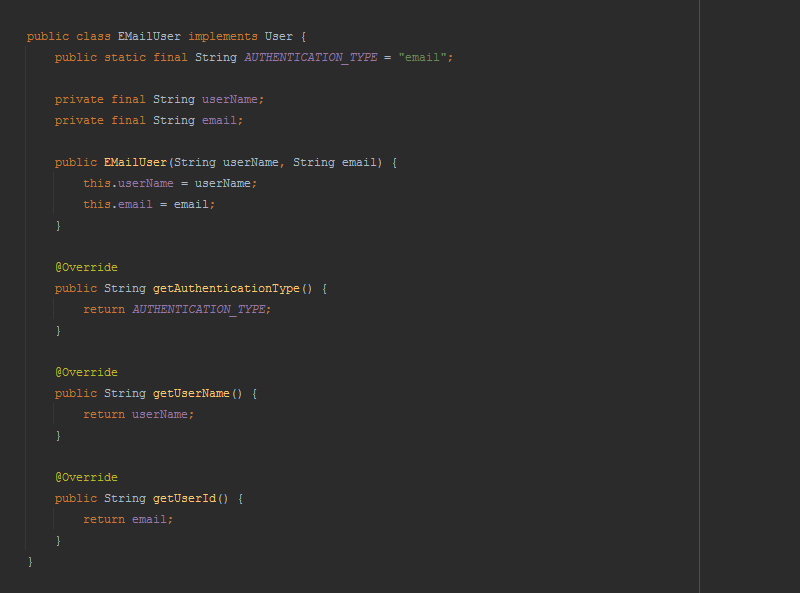 public class EMailUser implements User {
    public static final String AUTHENTICATION_TYPE = "email";
    private final String userName;
    private final String email;
    public EMailUser(String userName, String email) {
        this.userName = userName;
        this.email = email;
    }
    @Override
    public String getAuthenticationType() {
        return AUTHENTICATION_TYPE;
    }
    @Override
    public String getUserName() {
        return userName;
    }
    @Override
    public String getUserId() {
        return email;
    }
}